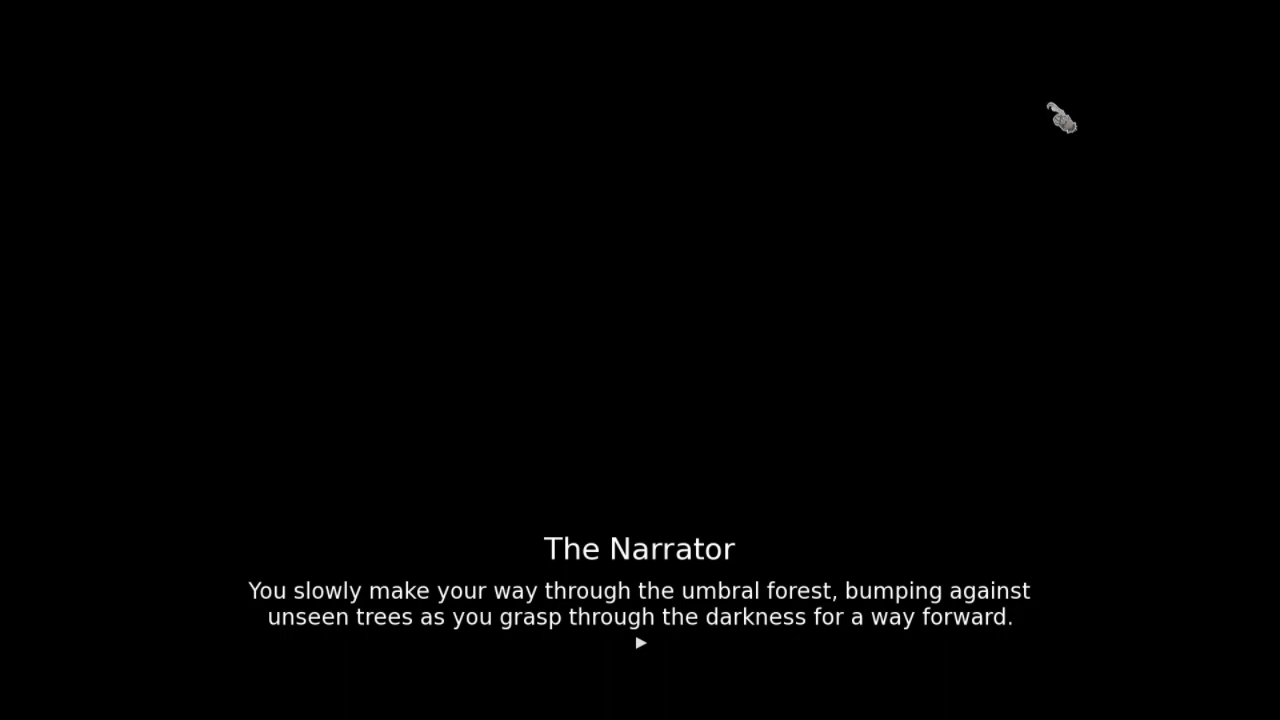 The Narrator
You slowly make your way through the umbral forest, bumping against
unseen trees as you grasp through the darkness for a way forward.